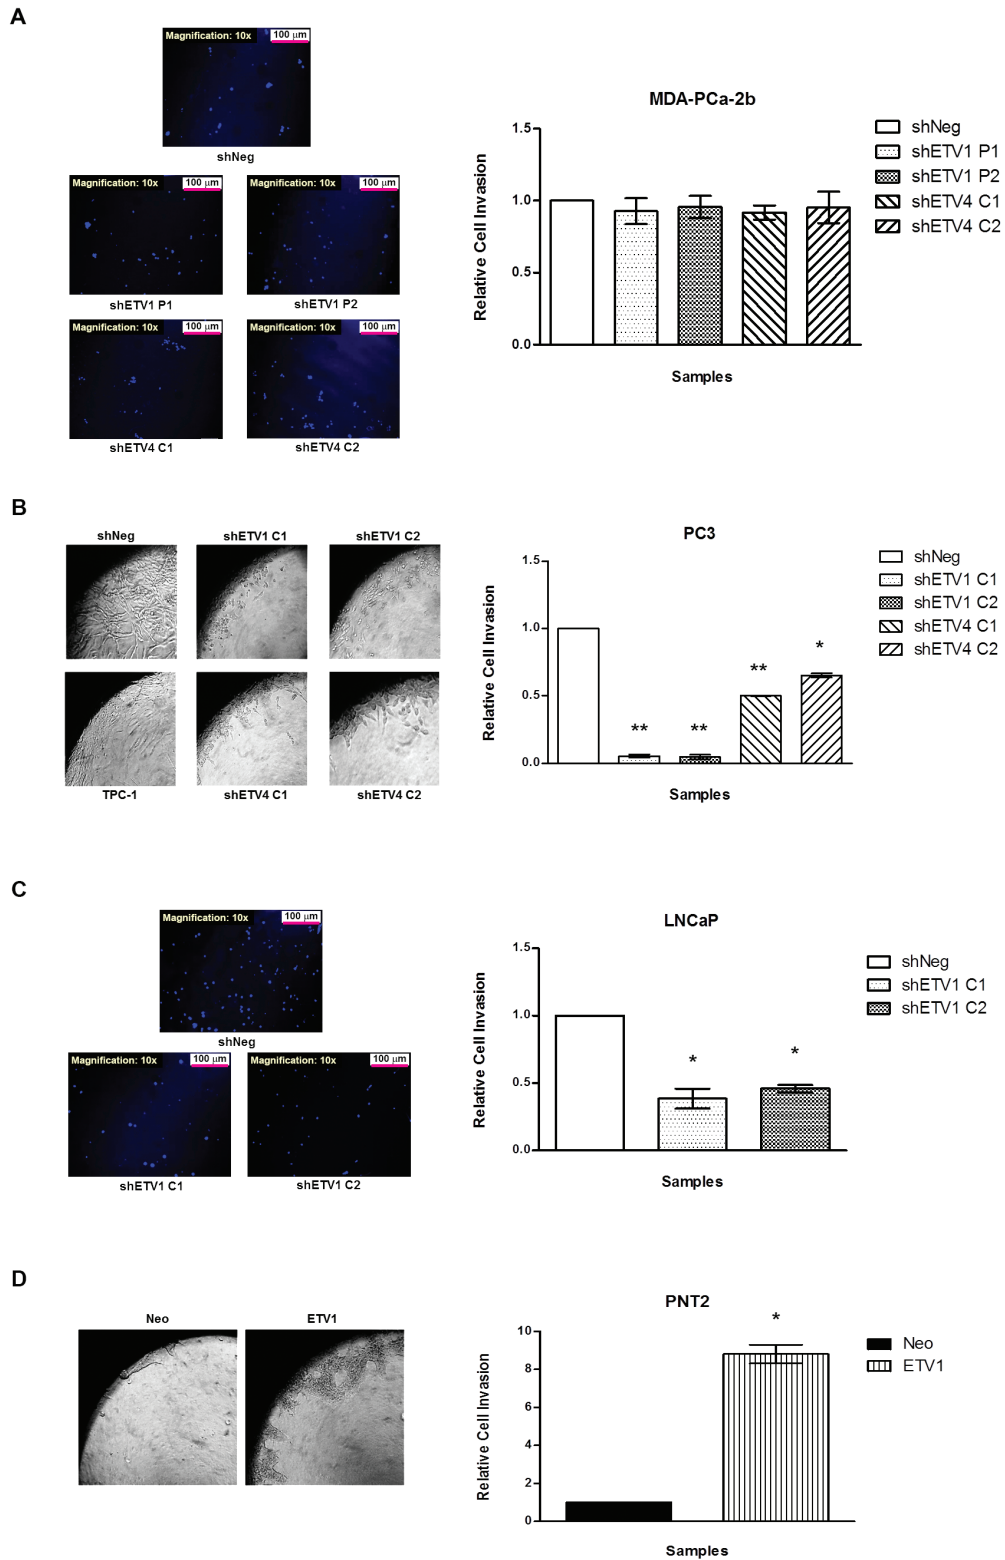 A
Magnification: 10x 100 µm
shNeg
Magnification: 10x 100 µm
Magnification: 10x 100 µm
shETV1 P1
shETV1 P2
Magnification: 10x 100 µm
Magnification: 10x 100 µm
shETV4 C1
shETV4 C2
MDA-PCa-2b
Relative Cell Invasion
1.5
1.0
0.5
0.0
Samples
shNeg
shETV1 P1
shETV1 P2
shETV4 C1
shETV4 C2
B
shNeg
shETV1 C1
shETV1 C2
TPC-1
shETV4 C1
shETV4 C2
PC3
Relative Cell Invasion
1.5
1.0
0.5
0.0
**
**
**
*
Samples
shNeg
shETV1 C1
shETV1 C2
shETV4 C1
shETV4 C2
C
Magnification: 10x 100 µm
shNeg
Magnification: 10x 100 µm
Magnification: 10x 100 µm
shETV1 C1
shETV1 C2
LNCaP
Relative Cell Invasion
1.5
1.0
0.5
0.0
*
*
Samples
shNeg
shETV1 C1
shETV1 C2
D
Neo
ETV1
PNT2
Relative Cell Invasion
10
8
6
4
2
0
*
Samples
Neo
ETV1